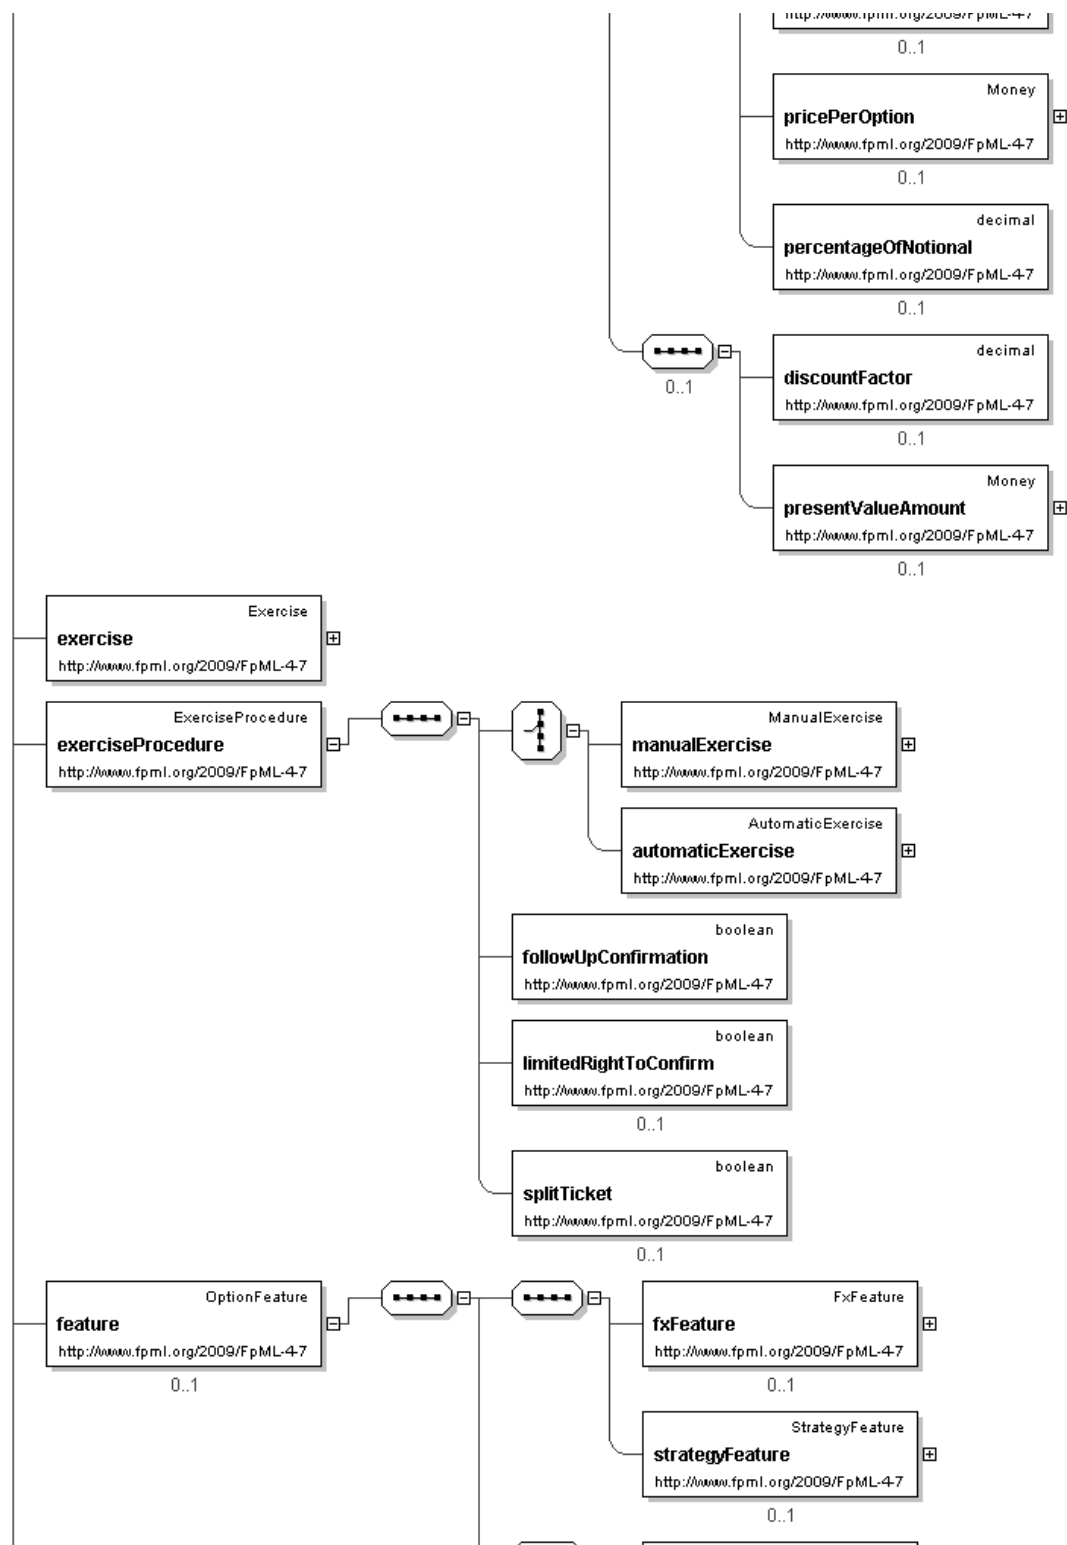 http://www.fpml.org/2009/FpML-4-7
0..1
Money
pricePerOption
http://www.fpml.org/2009/FpML-4-7
0..1
decimal
percentageOfNotional
http://www.fpml.org/2009/FpML-4-7
0..1
decimal
discountFactor
http://www.fpml.org/2009/FpML-4-7
0..1
0..1
Money
presentValueAmount
http://www.fpml.org/2009/FpML-4-7
0..1
Exercise
exercise
http://www.fpml.org/2009/FpML-4-7
ExerciseProcedure
exerciseProcedure
http://www.fpml.org/2009/FpML-4-7
ManualExercise
manualExercise
http://www.fpml.org/2009/FpML-4-7
AutomaticExercise
automaticExercise
http://www.fpml.org/2009/FpML-4-7
boolean
followUpConfirmation
http://www.fpml.org/2009/FpML-4-7
boolean
limitedRightToConfirm
http://www.fpml.org/2009/FpML-4-7
0..1
boolean
splitTicket
http://www.fpml.org/2009/FpML-4-7
0..1
OptionFeature
feature
http://www.fpml.org/2009/FpML-4-7
0..1
FxFeature
fxFeature
http://www.fpml.org/2009/FpML-4-7
0..1
StrategyFeature
strategyFeature
http://www.fpml.org/2009/FpML-4-7
0..1